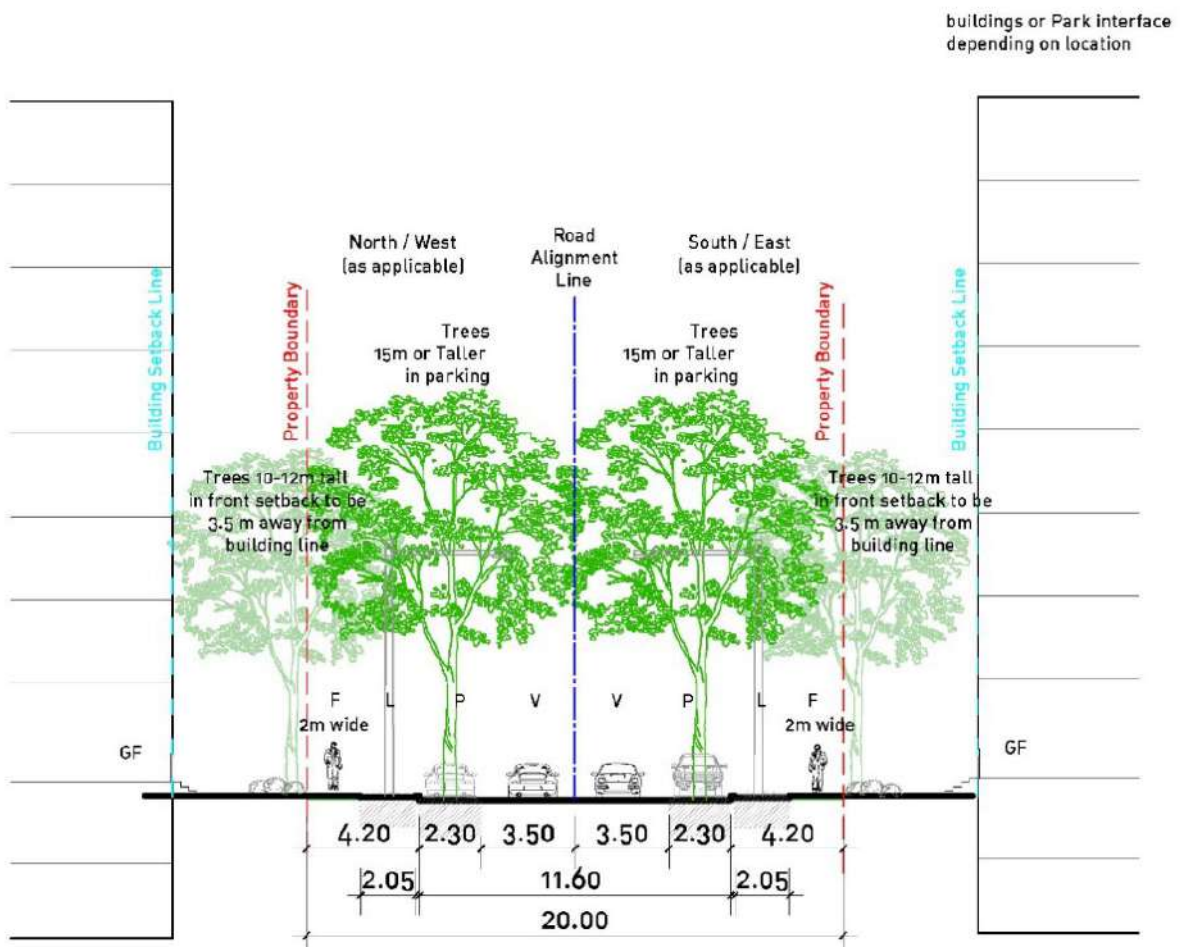 buildings or Park interface
depending on location
North / West
(as applicable)
Road
Alignment
Line
South / East
(as applicable)
Building Setback Line
Property Boundary
Trees
15m or Taller
in parking
Trees
15m or Taller
in parking
Property Boundary
Building Setback Line
Trees 10-12m tall
in front setback to be
3.5 m away from
building line
Trees 10-12m tall
in front setback to be
3.5 m away from
building line
F L P V V P L F
2m wide
2m wide
GF
GF
4.20 2.30 3.50 3.50 2.30 4.20
2.05 11.60 2.05
20.00